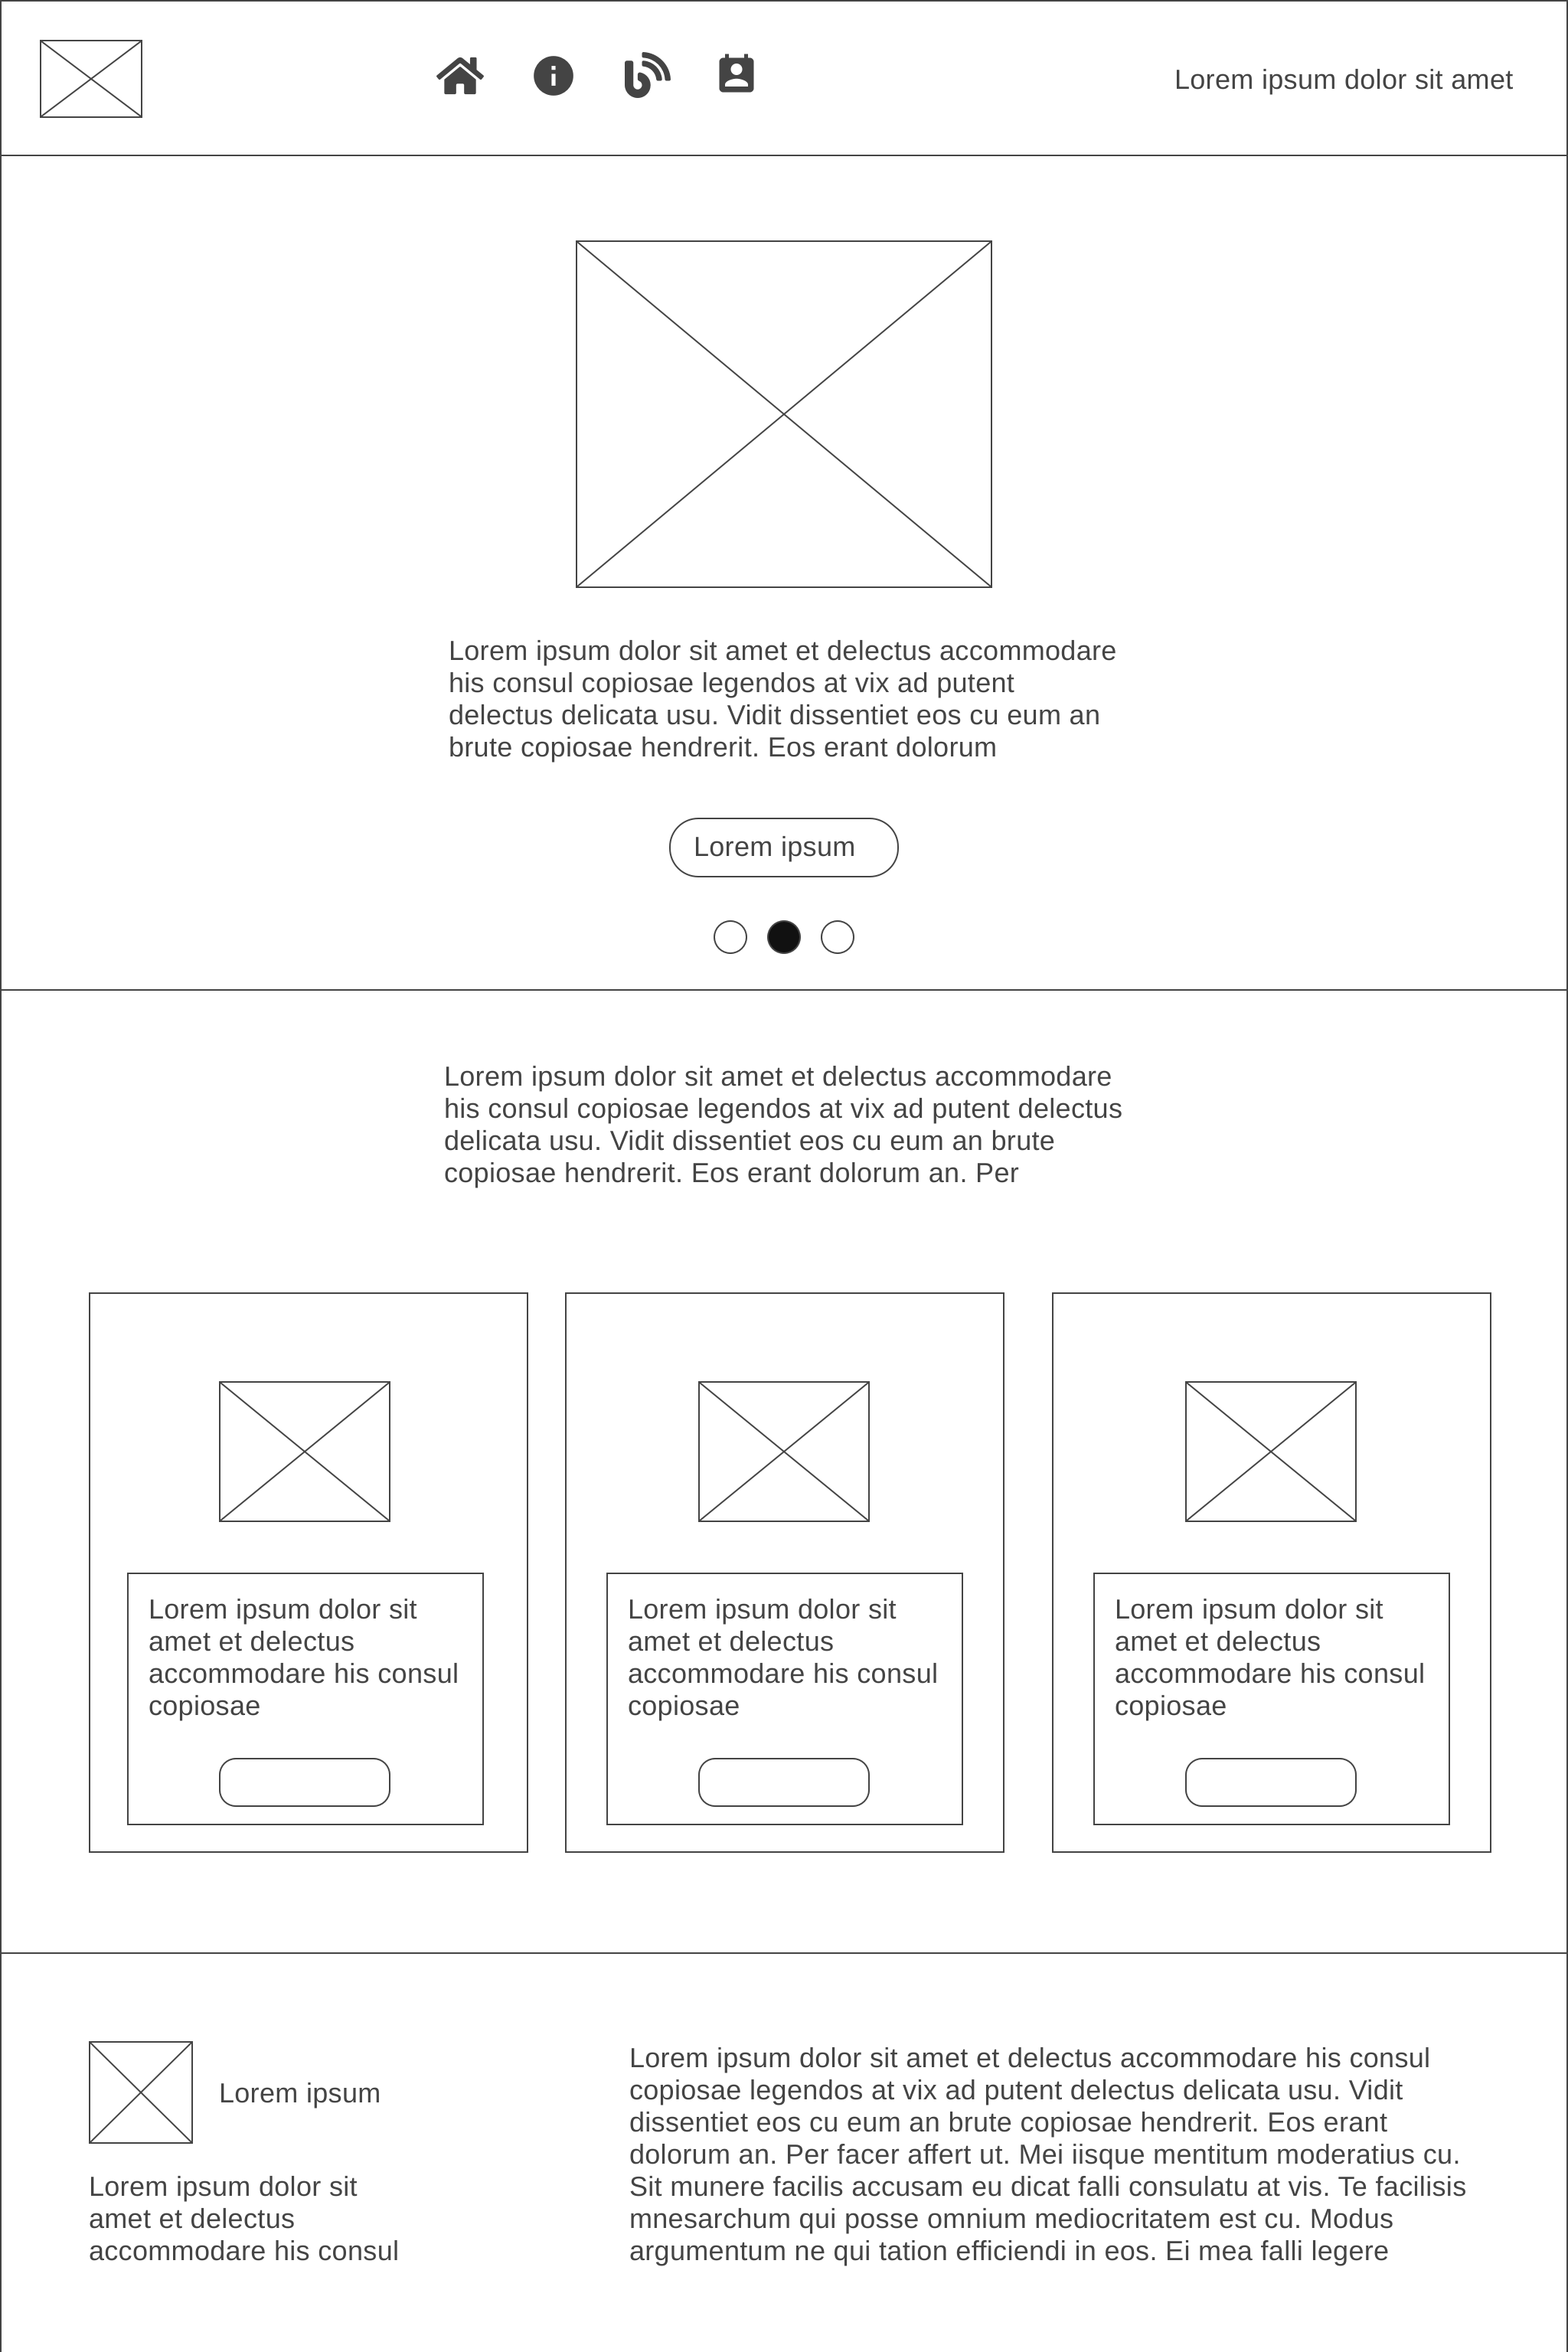 Lorem ipsum dolor sit amet
Lorem ipsum dolor sit amet et delectus accommodare
his consul copiosae legendos at vix ad putent
delectus delicata usu. Vidit dissentiet eos cu eum an
brute copiosae hendrerit. Eos erant dolorum
Lorem ipsum
Lorem ipsum dolor sit amet et delectus accommodare
his consul copiosae legendos at vix ad putent delectus
delicata usu. Vidit dissentiet eos cu eum an brute
copiosae hendrerit. Eos erant dolorum an. Per
Lorem ipsum dolor sit
amet et delectus
accommodare his consul
copiosae
Lorem ipsum dolor sit
amet et delectus
accommodare his consul
copiosae
Lorem ipsum dolor sit
amet et delectus
accommodare his consul
copiosae
Lorem ipsum
Lorem ipsum dolor sit
amet et delectus
accommodare his consul
Lorem ipsum dolor sit amet et delectus accommodare his consul
copiosae legendos at vix ad putent delectus delicata usu. Vidit
dissentiet eos cu eum an brute copiosae hendrerit. Eos erant
dolorum an. Per facer affert ut. Mei iisque mentitum moderatius cu.
Sit munere facilis accusam eu dicat falli consulatu at vis. Te facilisis
mnesarchum qui posse omnium mediocritatem est cu. Modus
argumentum ne qui tation efficiendi in eos. Ei mea falli legere